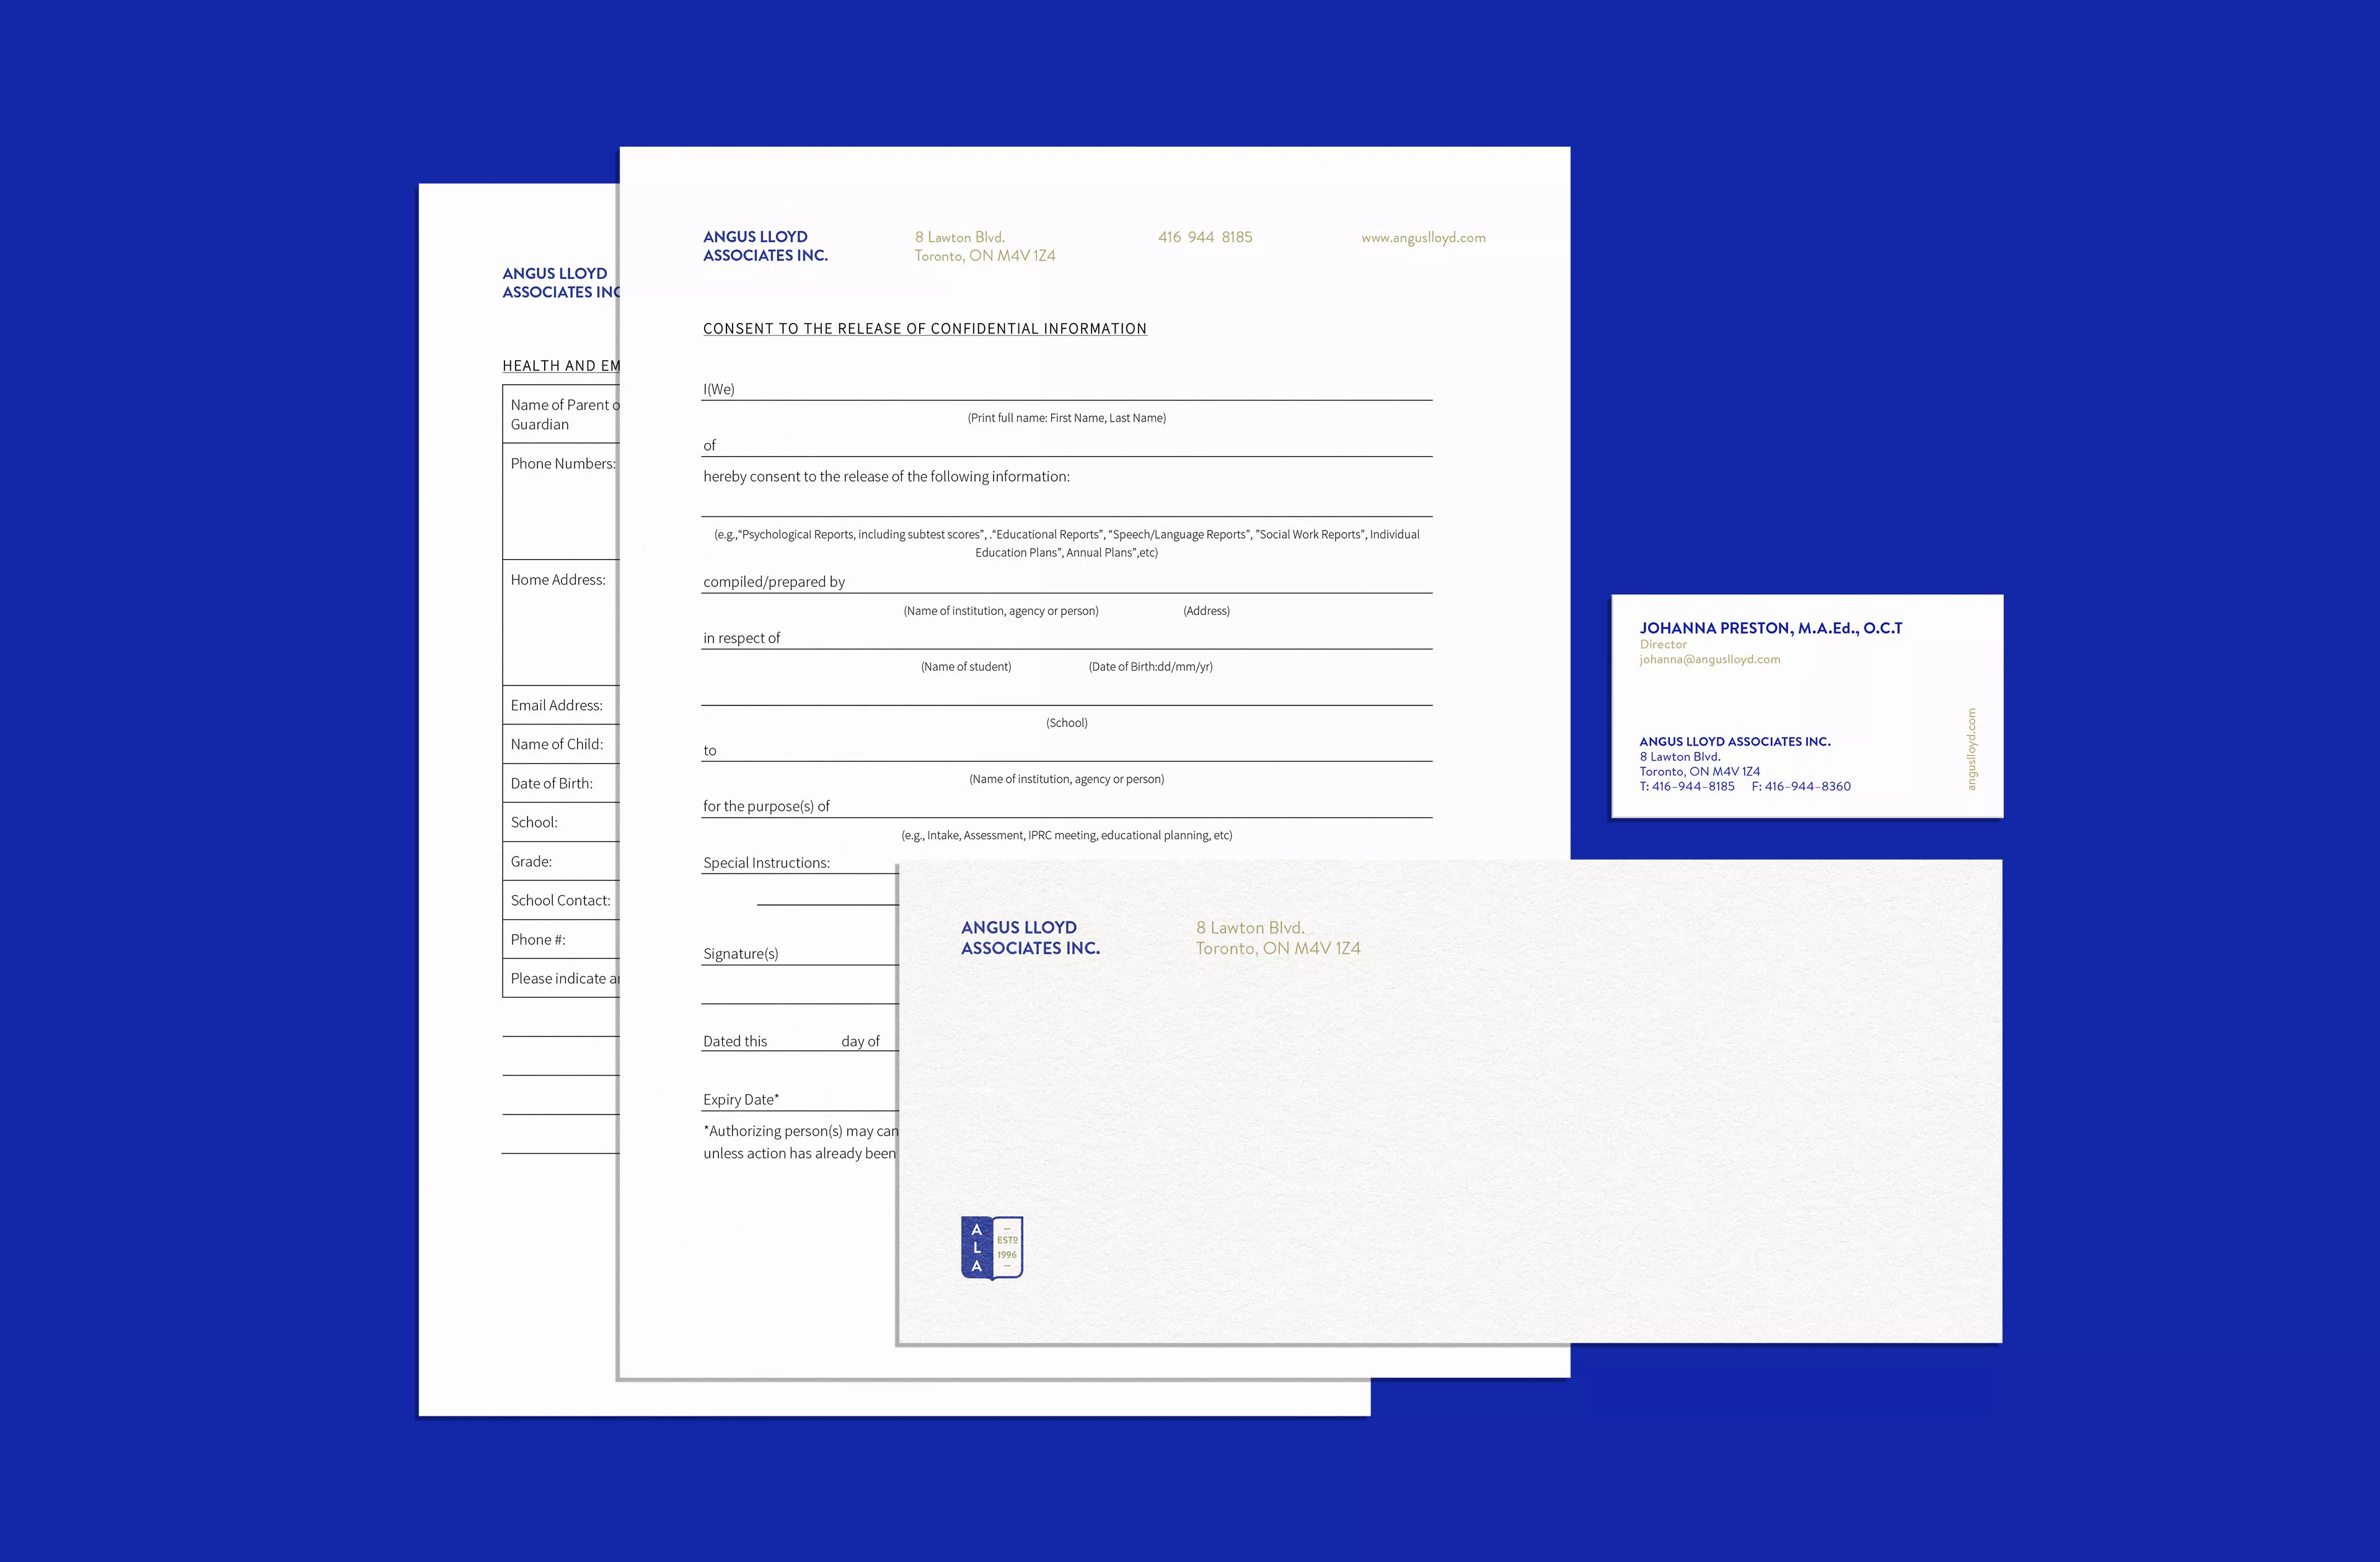 ANGUS LLOYD
ASSOCIATES INC
HEALTH AND EM
Name of Parent o
Guardian
Phone Numbers:
Home Address:
Email Address:
Name of Child:
Date of Birth:
School:
Grade:
School Contact:
Phone #:
Please indicate
ANGUS LLOYD
ASSOCIATES INC.
8 Lawton Blvd.
Toronto, ON M4V 1Z4
416 944 8185
www.anguslloyd.com
CONSENT TO THE RELEASE OF CONFIDENTIAL INFORMATION
I(We)
(Print full name: First Name, Last Name)
of
hereby consent to the release of the following information:
(e.g.,“Psychological Reports, including subtest scores”, .“Educational Reports”, “Speech/Language Reports”, ”Social Work Reports”, Individual
Education Plans”, Annual Plans”,etc)
compiled/prepared by
(Name of institution, agency or person) (Address)
in respect of
(Name of student) (Date of Birth:dd/mm/yr)
(School)
to
(Name of institution, agency or person)
for the purpose(s) of
(e.g., Intake, Assessment, IPRC meeting, educational planning, etc)
Special Instructions:
Signature(s)
Dated this day of
Expiry Date*
*Authorizing person(s) may can
unless action has already been
JOHANNA PRESTON, M.A.Ed., O.C.T
Director
johanna@anguslloyd.com
ANGUS LLOYD ASSOCIATES INC.
8 Lawton Blvd.
Toronto, ON M4V 1Z4
T: 416-944-8185 F: 416-944-8360
anguslloyd.com
ANGUS LLOYD
ASSOCIATES INC.
8 Lawton Blvd.
Toronto, ON M4V 1Z4
A
L
A
ESTD
1996